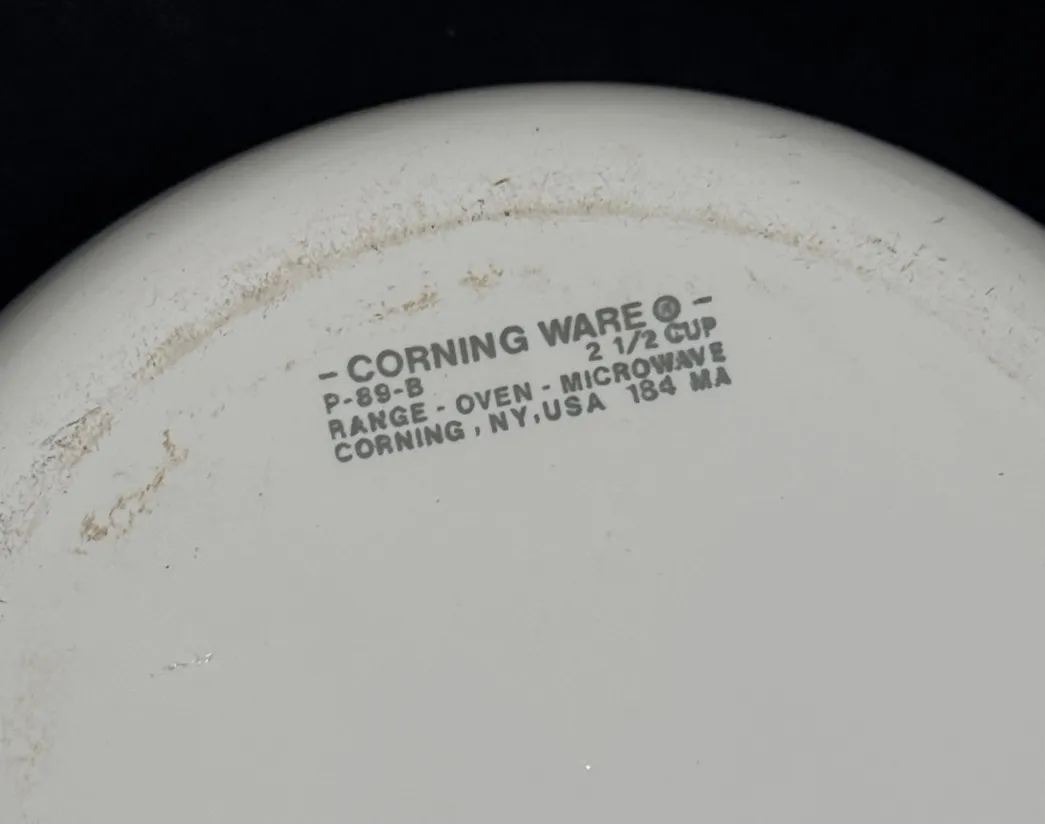 - CORNING WARE ® -
P-89-B 2 1/2 CUP
RANGE - OVEN - MICROWAVE
CORNING, NY, USA 184 MA